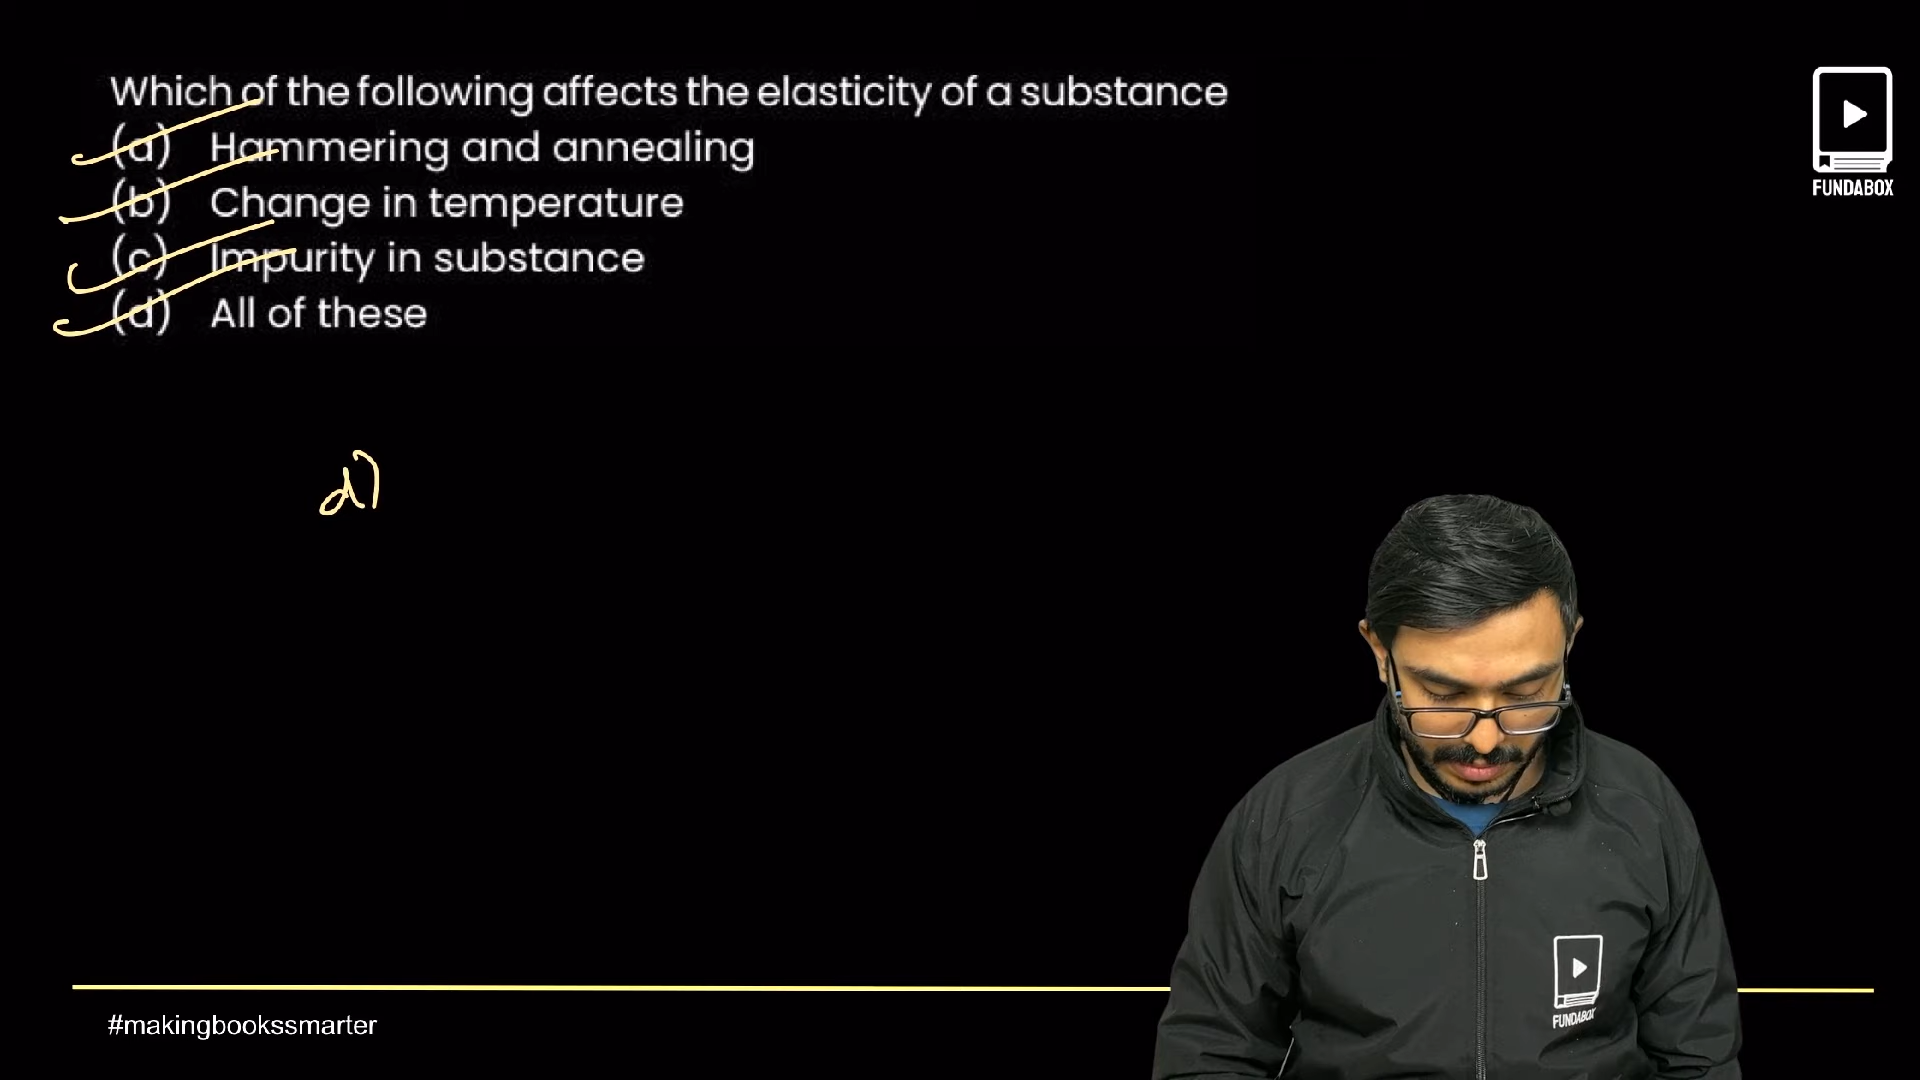 Which of the following affects the elasticity of a substance
(a) Hammering and annealing
(b) Change in temperature
(c) Impurity in substance
(d) All of these
d)
FUNDABOX
FUNDABOX
#makingbookssmarter